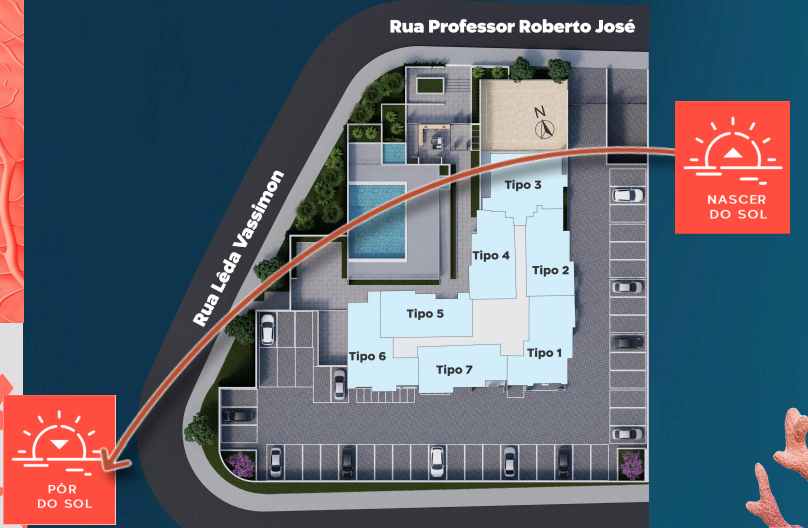 Rua Professor Roberto José
N
NASCER
DO SOL
Tipo 3
Rua Lêda Vassimon
Tipo 4
Tipo 2
Tipo 5
Tipo 1
Tipo 6
Tipo 7
PÔR
DO SOL